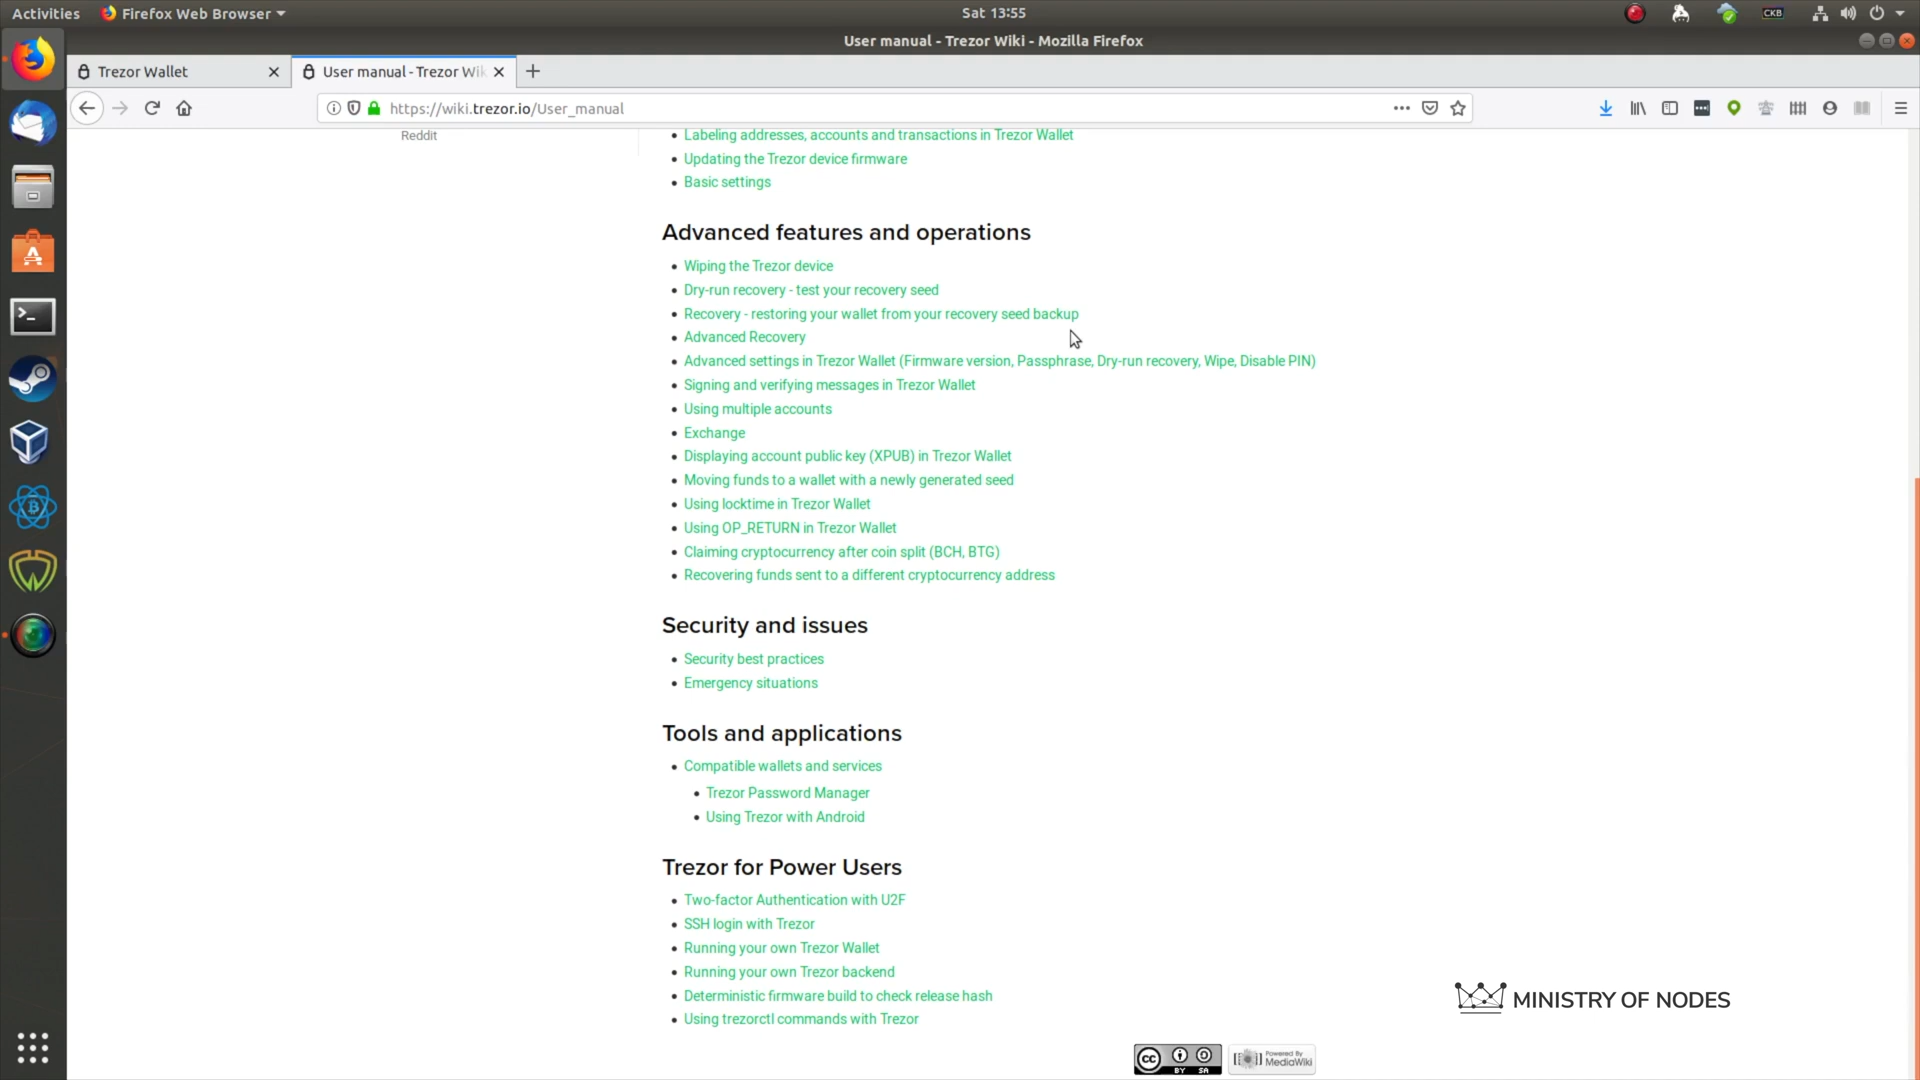 Activities
Firefox Web Browser
Sat 13:55
CKB
User manual - Trezor Wiki - Mozilla Firefox
Trezor Wallet
User manual - Trezor Wik
https://wiki.trezor.io/User_manual
Reddit
Labeling addresses, accounts and transactions in Trezor Wallet
Updating the Trezor device firmware
Basic settings
Advanced features and operations
Wiping the Trezor device
Dry-run recovery - test your recovery seed
Recovery - restoring your wallet from your recovery seed backup
Advanced Recovery
Advanced settings in Trezor Wallet (Firmware version, Passphrase, Dry-run recovery, Wipe, Disable PIN)
Signing and verifying messages in Trezor Wallet
Using multiple accounts
Exchange
Displaying account public key (XPUB) in Trezor Wallet
Moving funds to a wallet with a newly generated seed
Using locktime in Trezor Wallet
Using OP_RETURN in Trezor Wallet
Claiming cryptocurrency after coin split (BCH, BTG)
Recovering funds sent to a different cryptocurrency address
Security and issues
Security best practices
Emergency situations
Tools and applications
Compatible wallets and services
Trezor Password Manager
Using Trezor with Android
Trezor for Power Users
Two-factor Authentication with U2F
SSH login with Trezor
Running your own Trezor Wallet
Running your own Trezor backend
Deterministic firmware build to check release hash
Using trezorctl commands with Trezor
MINISTRY OF NODES
cc BY SA
Powered By
MediaWiki